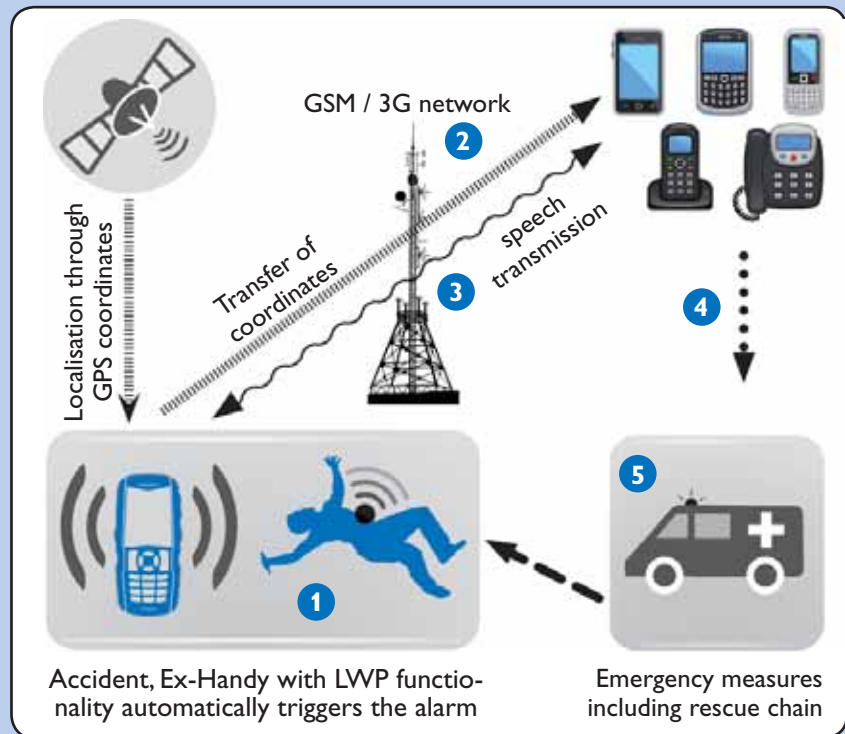 GSM / 3G network
2
Localisation through
GPS coordinates
Transfer of
coordinates
speech
transmission
3
4
1
5
Accident, Ex-Handy with LWP functio-
nality automatically triggers the alarm
Emergency measures
including rescue chain